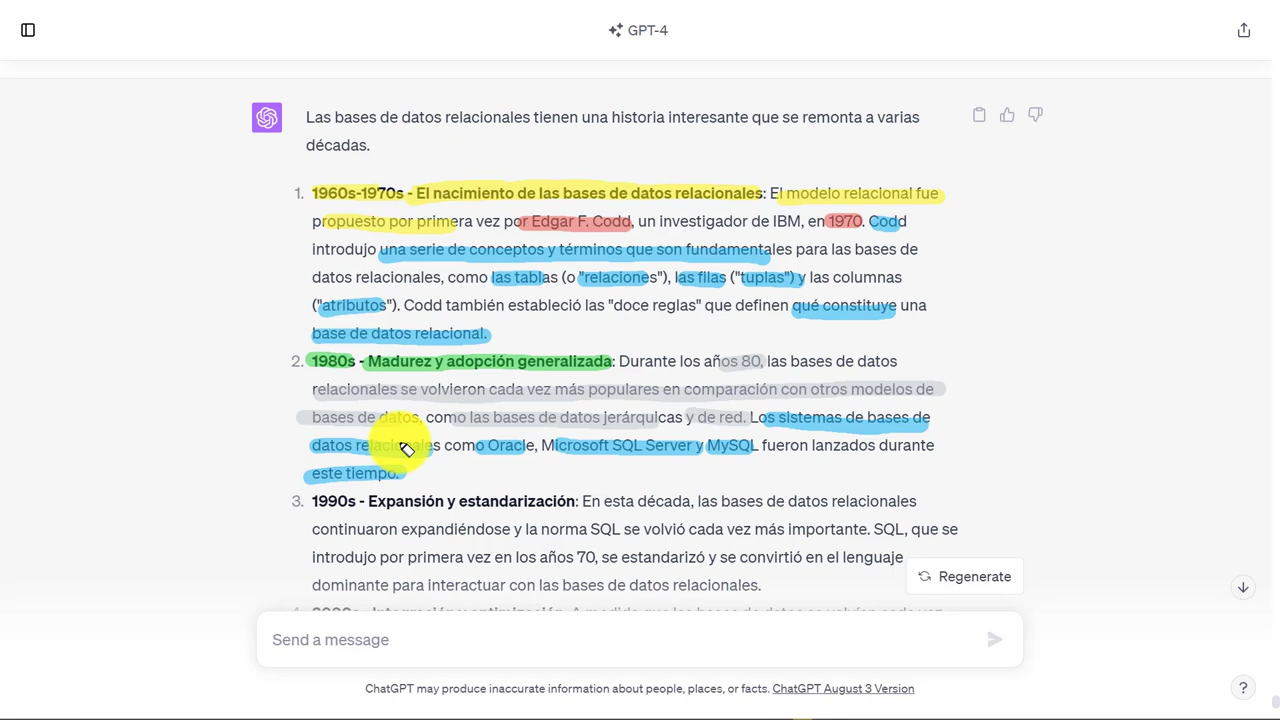 GPT-4
Las bases de datos relacionales tienen una historia interesante que se remonta a varias
décadas.
1. 1960s-1970s - El nacimiento de las bases de datos relacionales: El modelo relacional fue
propuesto por primera vez por Edgar F. Codd, un investigador de IBM, en 1970. Codd
introdujo una serie de conceptos y términos que son fundamentales para las bases de
datos relacionales, como las tablas (o "relaciones"), las filas ("tuplas") y las columnas
("atributos"). Codd también estableció las "doce reglas" que definen qué constituye una
base de datos relacional.
2. 1980s - Madurez y adopción generalizada: Durante los años 80, las bases de datos
relacionales se volvieron cada vez más populares en comparación con otros modelos de
bases de datos, como las bases de datos jerárquicas y de red. Los sistemas de bases de
datos relacionales como Oracle, Microsoft SQL Server y MySQL fueron lanzados durante
este tiempo.
3. 1990s - Expansión y estandarización: En esta década, las bases de datos relacionales
continuaron expandiéndose y la norma SQL se volvió cada vez más importante. SQL, que se
introdujo por primera vez en los años 70, se estandarizó y se convirtió en el lenguaje
dominante para interactuar con las bases de datos relacionales.
Regenerate
Send a message
ChatGPT may produce inaccurate information about people, places, or facts. ChatGPT August 3 Version
?